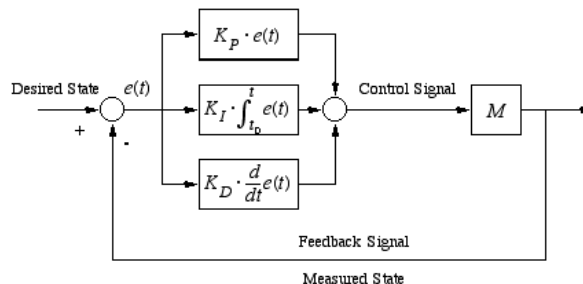 K_P · e(t)
Desired State
e(t)
+
-
K_I · ∫_{t_0}^{t} e(t)
Control Signal
M
K_D · d/dt e(t)
Feedback Signal
Measured State